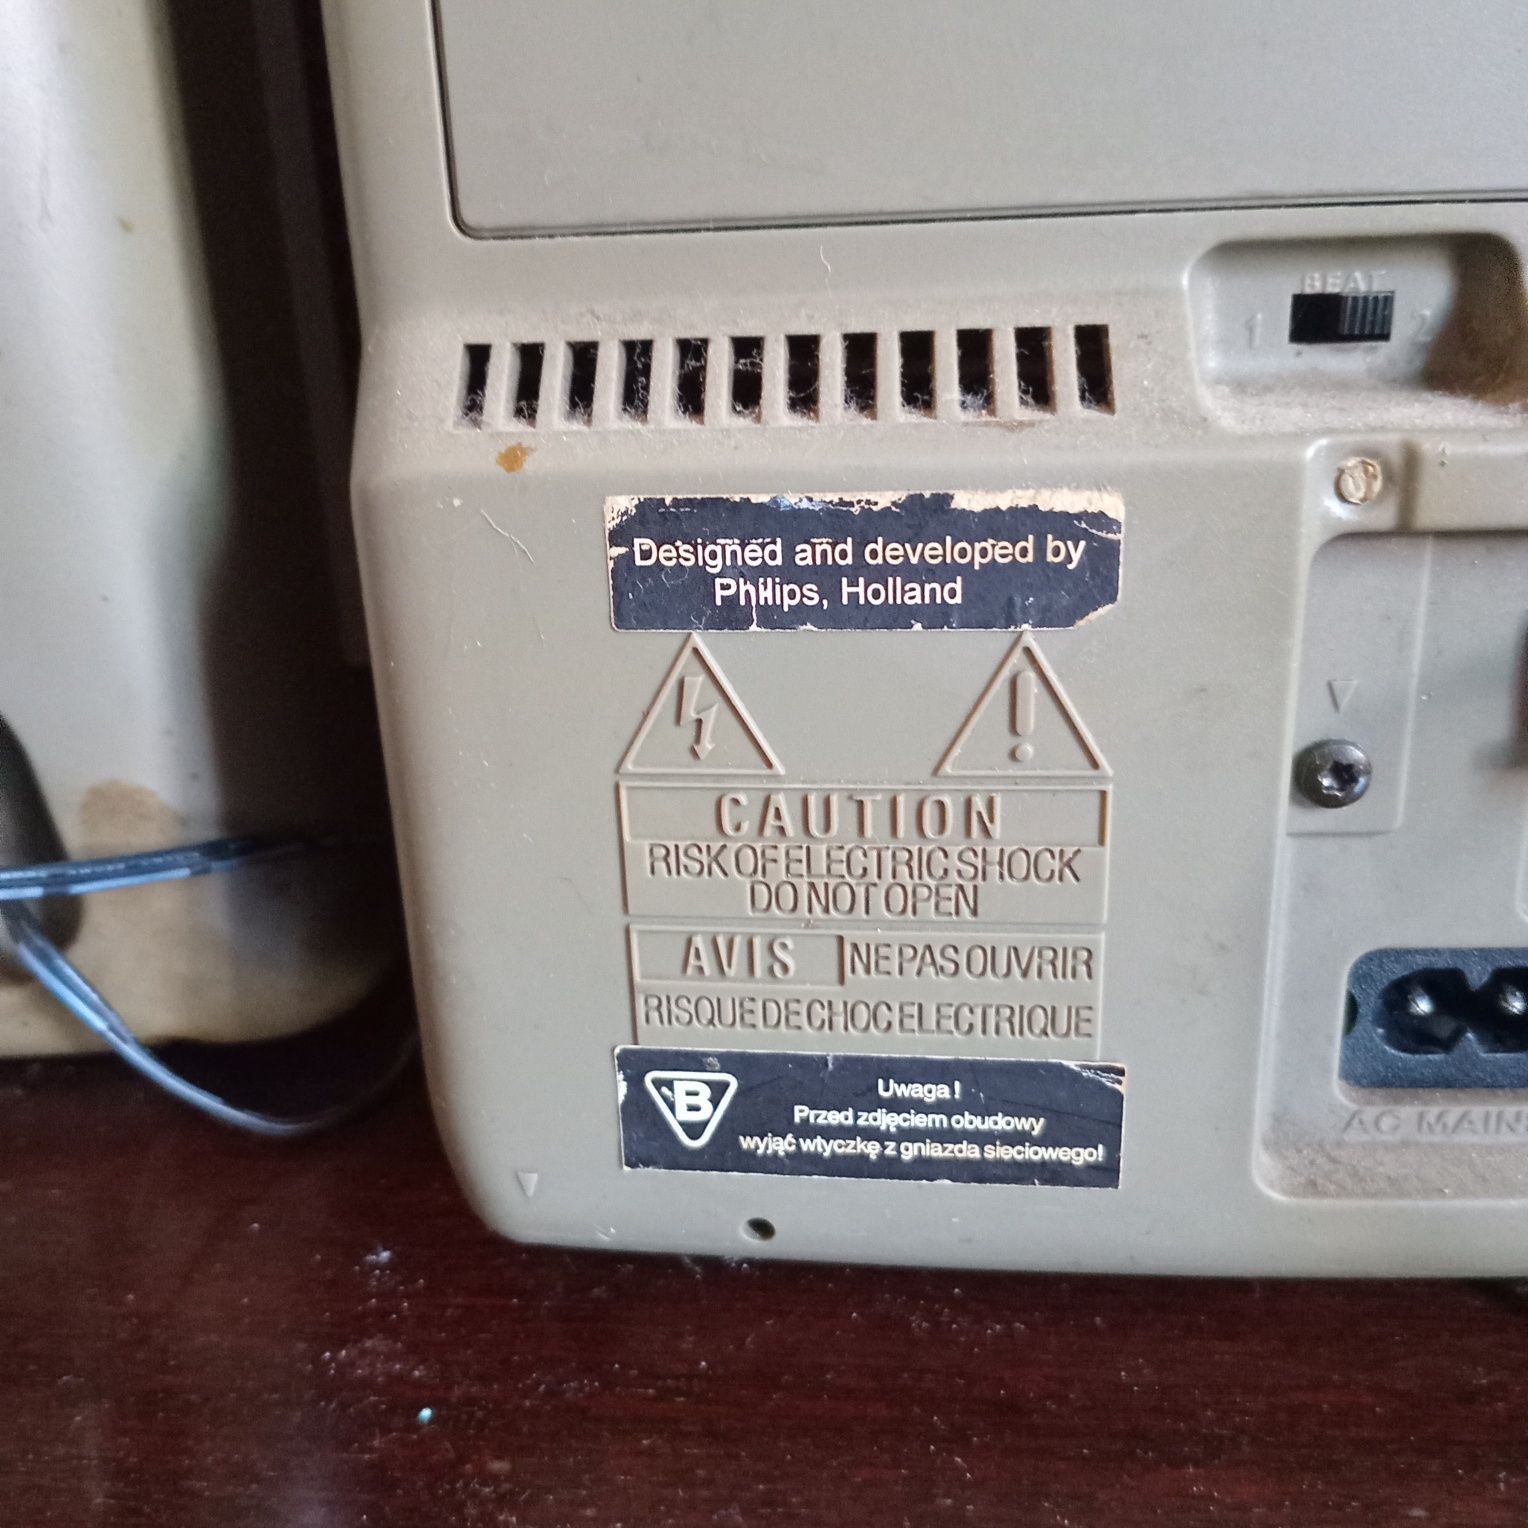 BEAT
1 2
Designed and developed by
Philips, Holland
CAUTION
RISK OF ELECTRIC SHOCK
DO NOT OPEN
AVIS NE PAS OUVRIR
RISQUE DE CHOC ELECTRIQUE
B
Uwaga !
Przed zdjęciem obudowy
wyjąć wtyczkę z gniazda sieciowego!
AC MAINS